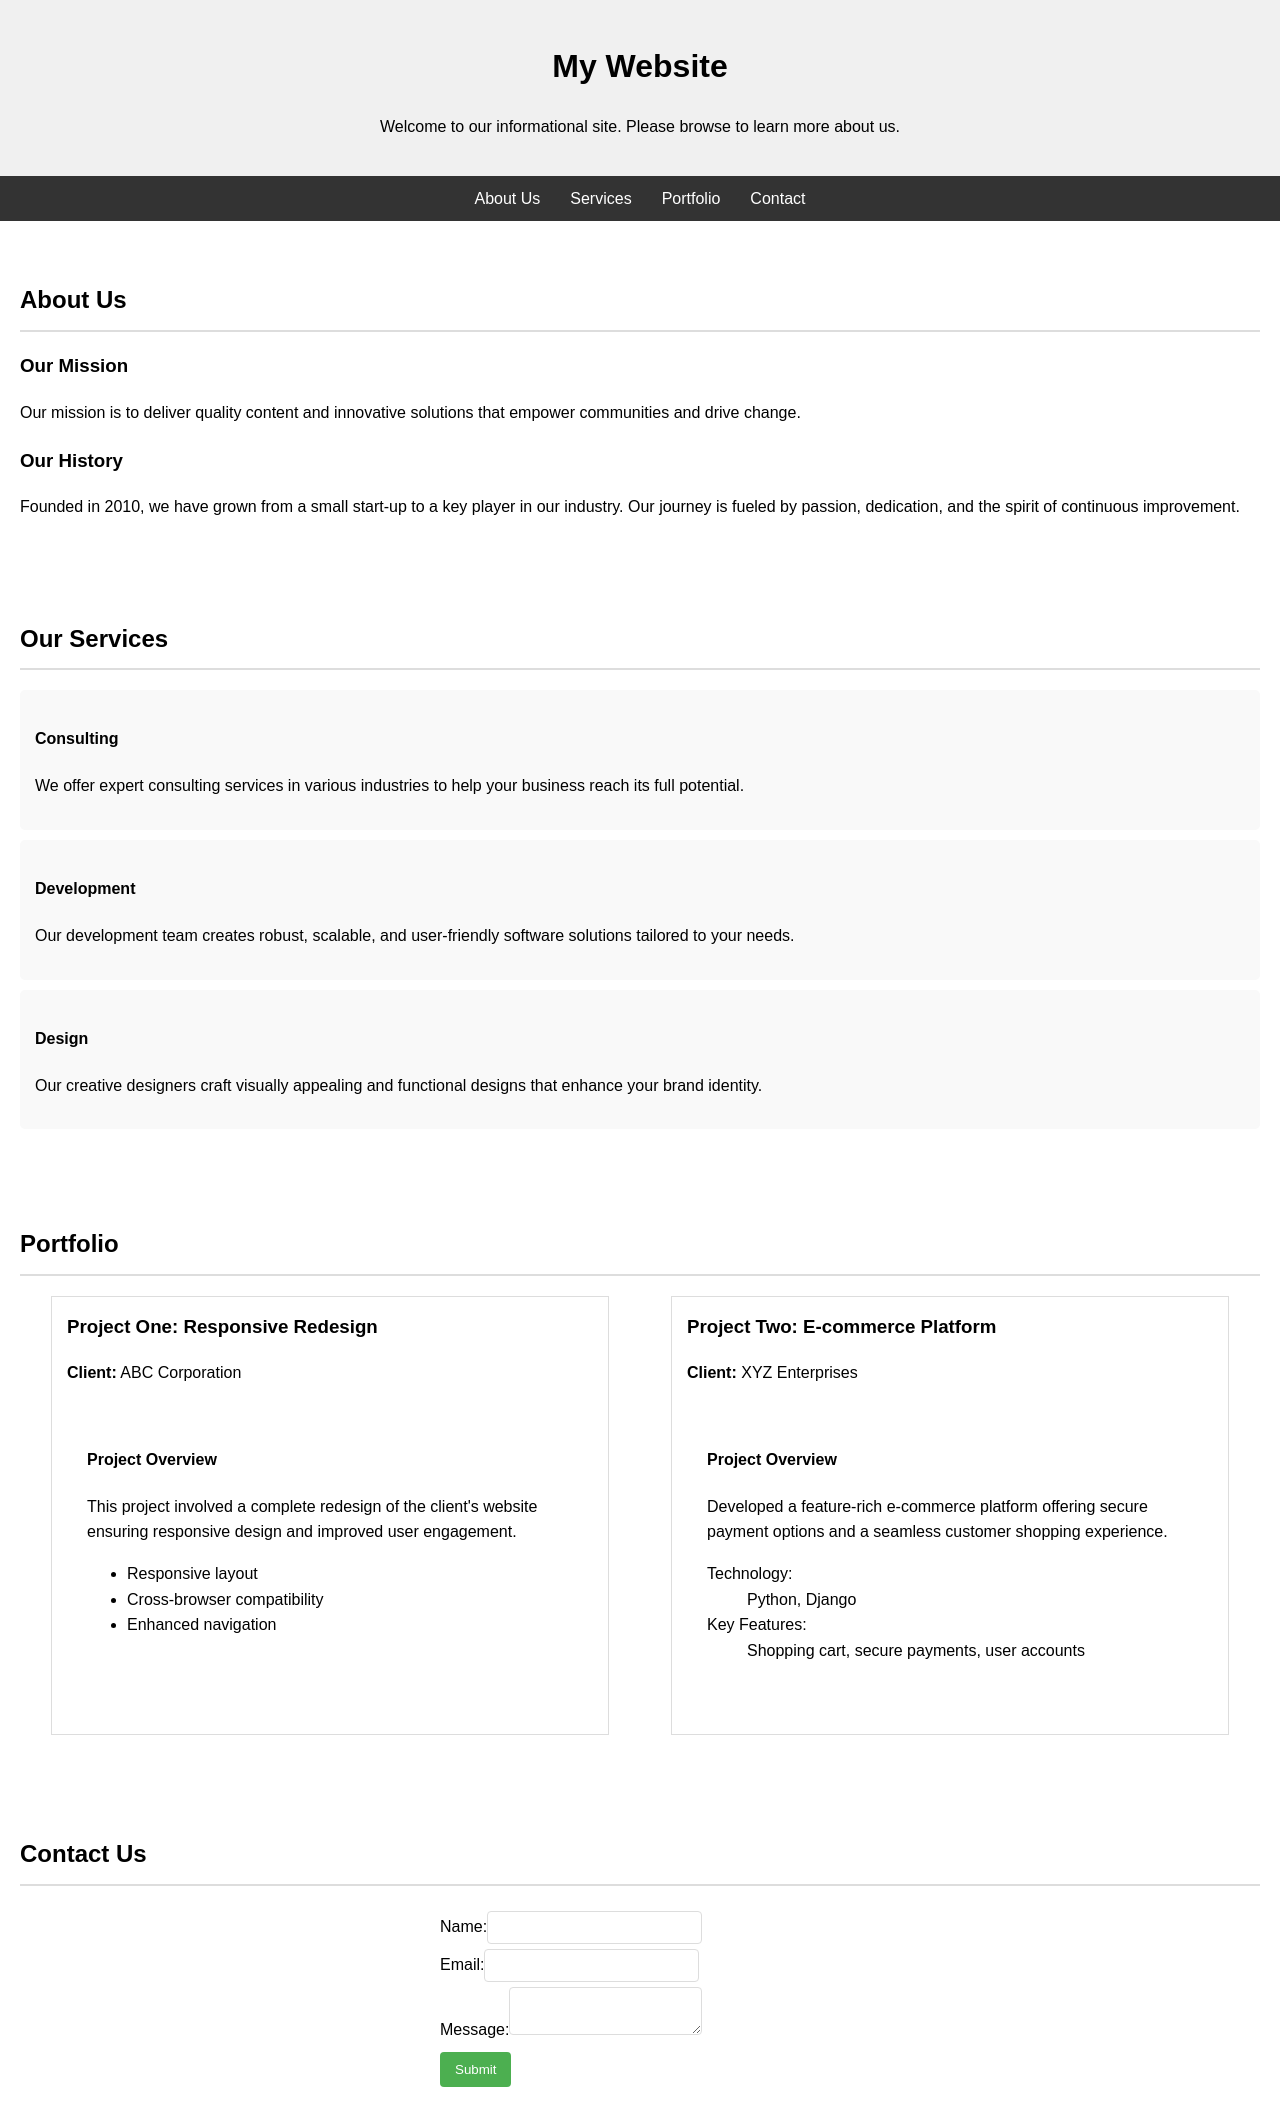 My Website
Welcome to our informational site. Please browse to learn more about us.
About Us Services Portfolio Contact
About Us
Our Mission
Our mission is to deliver quality content and innovative solutions that empower communities and drive change.
Our History
Founded in 2010, we have grown from a small start-up to a key player in our industry. Our journey is fueled by passion, dedication, and the spirit of continuous improvement.
Our Services
Consulting
We offer expert consulting services in various industries to help your business reach its full potential.
Development
Our development team creates robust, scalable, and user-friendly software solutions tailored to your needs.
Design
Our creative designers craft visually appealing and functional designs that enhance your brand identity.
Portfolio
Project One: Responsive Redesign
Client: ABC Corporation
Project Overview
This project involved a complete redesign of the client's website
ensuring responsive design and improved user engagement.
• Responsive layout
• Cross-browser compatibility
• Enhanced navigation
Project Two: E-commerce Platform
Client: XYZ Enterprises
Project Overview
Developed a feature-rich e-commerce platform offering secure
payment options and a seamless customer shopping experience.
Technology:
Python, Django
Key Features:
Shopping cart, secure payments, user accounts
Contact Us
Name:
Email:
Message:
Submit